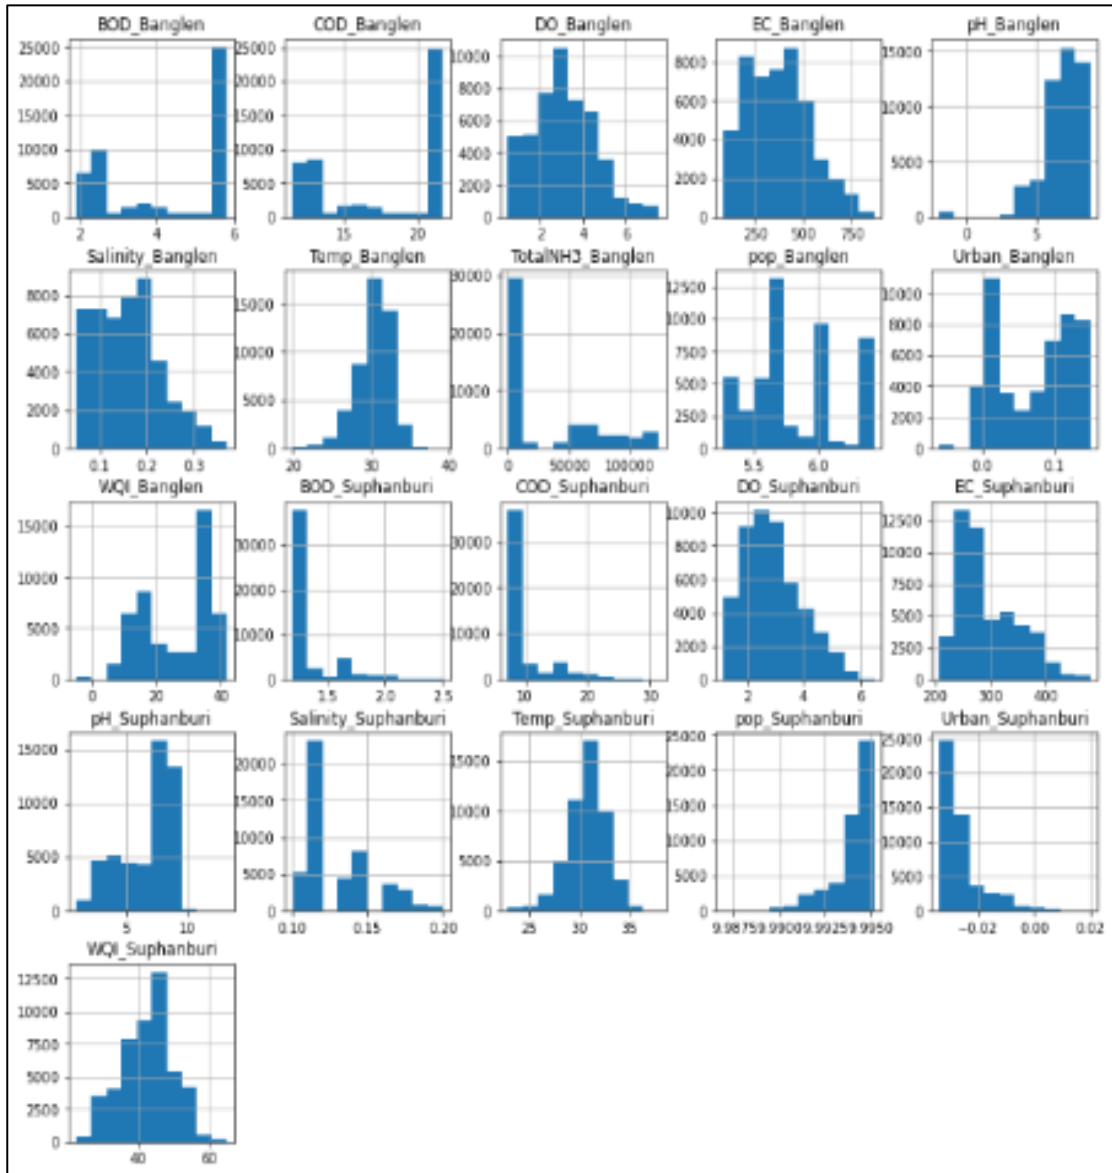 BOD_Banglen COD_Banglen DO_Banglen EC_Banglen pH_Banglen
25000 20000 15000 10000 5000 0
2 4 6
25000 20000 15000 10000 5000 0
15 20
10000 8000 6000 4000 2000 0
2 4 6
8000 6000 4000 2000 0
250 500 750
15000 10000 5000 0
0 5
Salinity_Banglen Temp_Banglen TotalNH3_Banglen pop_Banglen Urban_Banglen
8000 6000 4000 2000 0
0.1 0.2 0.3
15000 10000 5000 0
20 30 40
30000 20000 10000 0
0 50000 100000
12500 10000 7500 5000 2500 0
5.5 6.0
10000 8000 6000 4000 2000 0
0.0 0.1
WQI_Banglen BOD_Suphanburi COD_Suphanburi DO_Suphanburi EC_Suphanburi
15000 10000 5000 0
0 20 40
30000 20000 10000 0
1.5 2.0 2.5
30000 20000 10000 0
10 20 30
10000 8000 6000 4000 2000 0
2 4 6
12500 10000 7500 5000 2500 0
200 300 400
pH_Suphanburi Salinity_Suphanburi Temp_Suphanburi pop_Suphanburi Urban_Suphanburi
15000 10000 5000 0
5 10
20000 15000 10000 5000 0
0.10 0.15 0.20
15000 10000 5000 0
25 30 35
25000 20000 15000 10000 5000 0
9.9875 9.9900 9.9925 9.9950
25000 20000 15000 10000 5000 0
−0.02 0.00 0.02
WQI_Suphanburi
12500 10000 7500 5000 2500 0
40 60